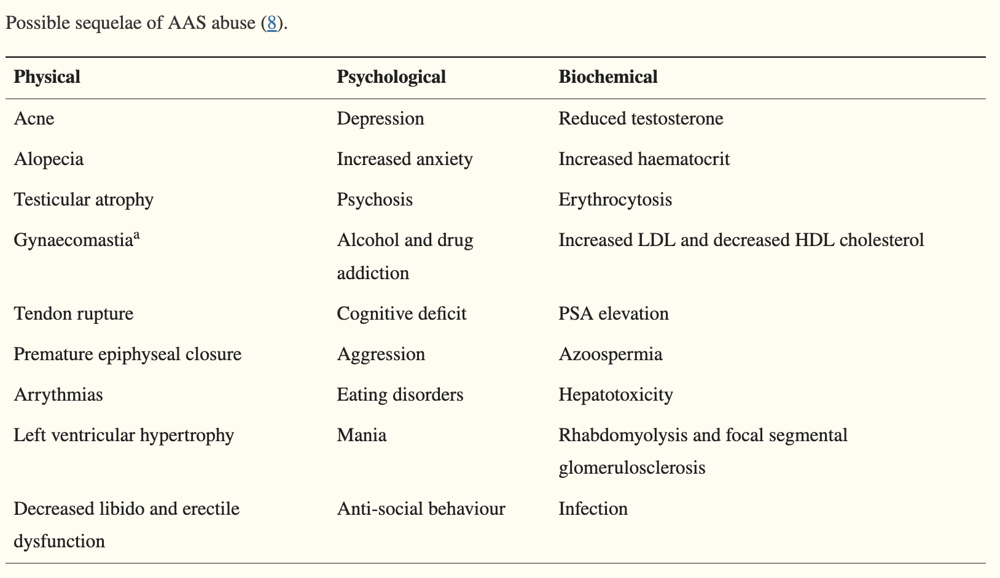 Possible sequelae of AAS abuse (8).
Physical Psychological Biochemical
Acne Depression Reduced testosterone
Alopecia Increased anxiety Increased haematocrit
Testicular atrophy Psychosis Erythrocytosis
Gynaecomastiaᵃ Alcohol and drug Increased LDL and decreased HDL cholesterol
addiction
Tendon rupture Cognitive deficit PSA elevation
Premature epiphyseal closure Aggression Azoospermia
Arrythmias Eating disorders Hepatotoxicity
Left ventricular hypertrophy Mania Rhabdomyolysis and focal segmental
glomerulosclerosis
Decreased libido and erectile Anti-social behaviour Infection
dysfunction